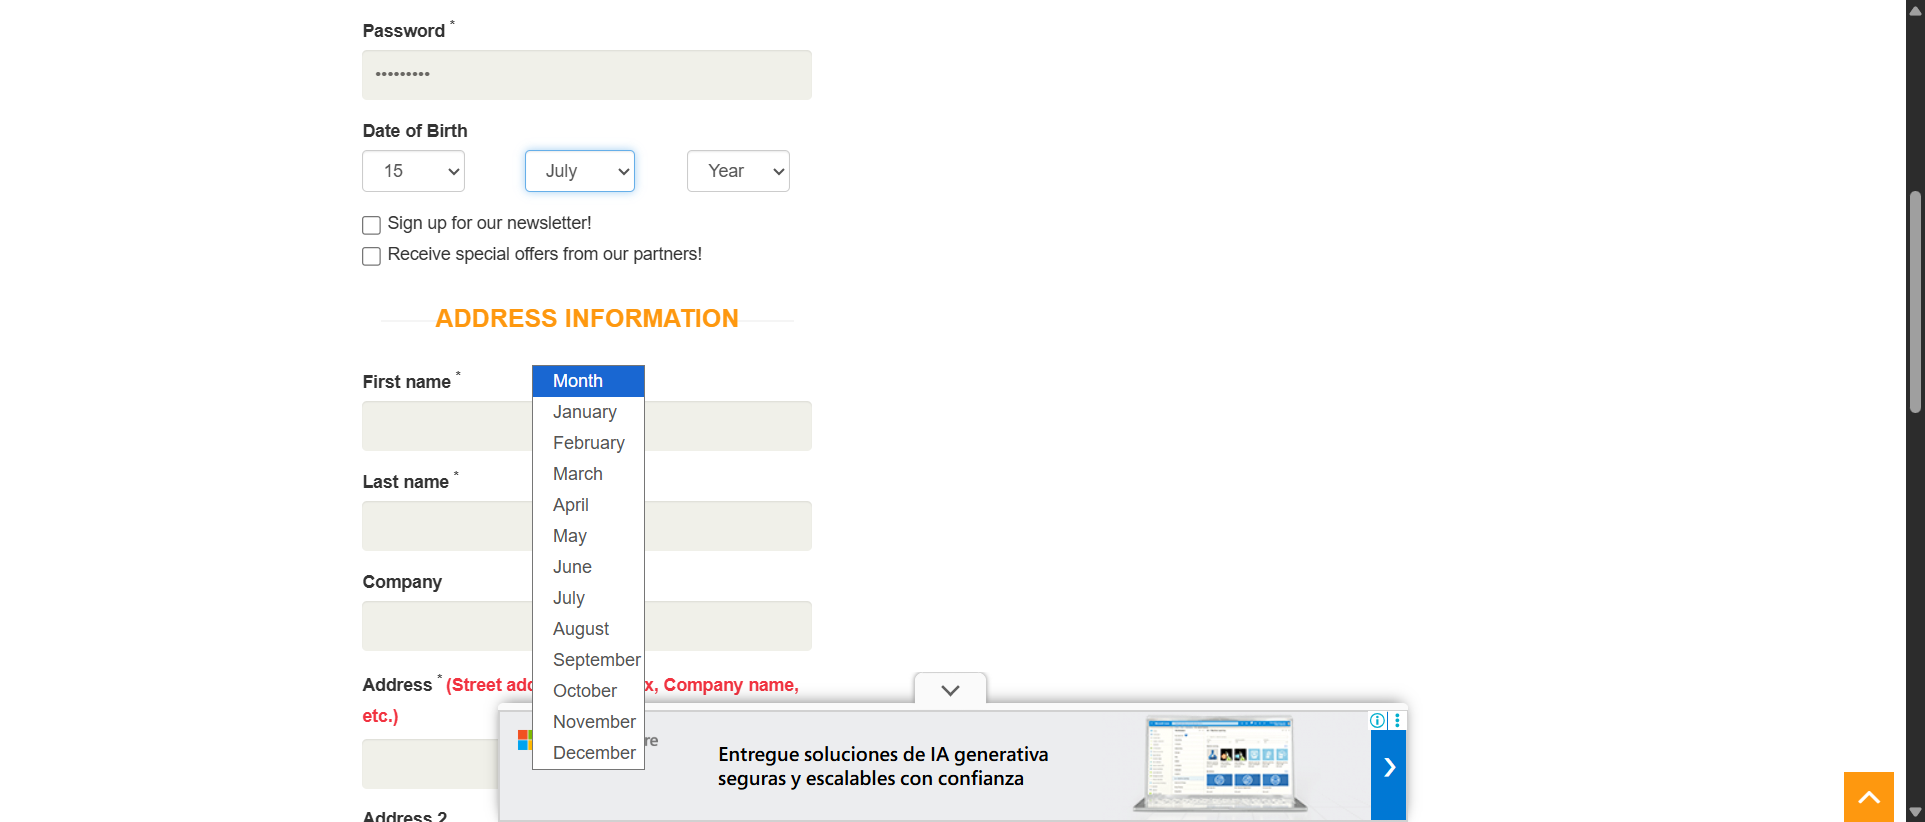 Password *
•••••••••
Date of Birth
15
July
Year
Sign up for our newsletter!
Receive special offers from our partners!
ADDRESS INFORMATION
First name *
Month
January
February
March
April
May
June
July
August
September
October
November
December
Last name *
Company
Address * (Street add x, Company name,
etc.)
re
Entregue soluciones de IA generativa
seguras y escalables con confianza
Address 2